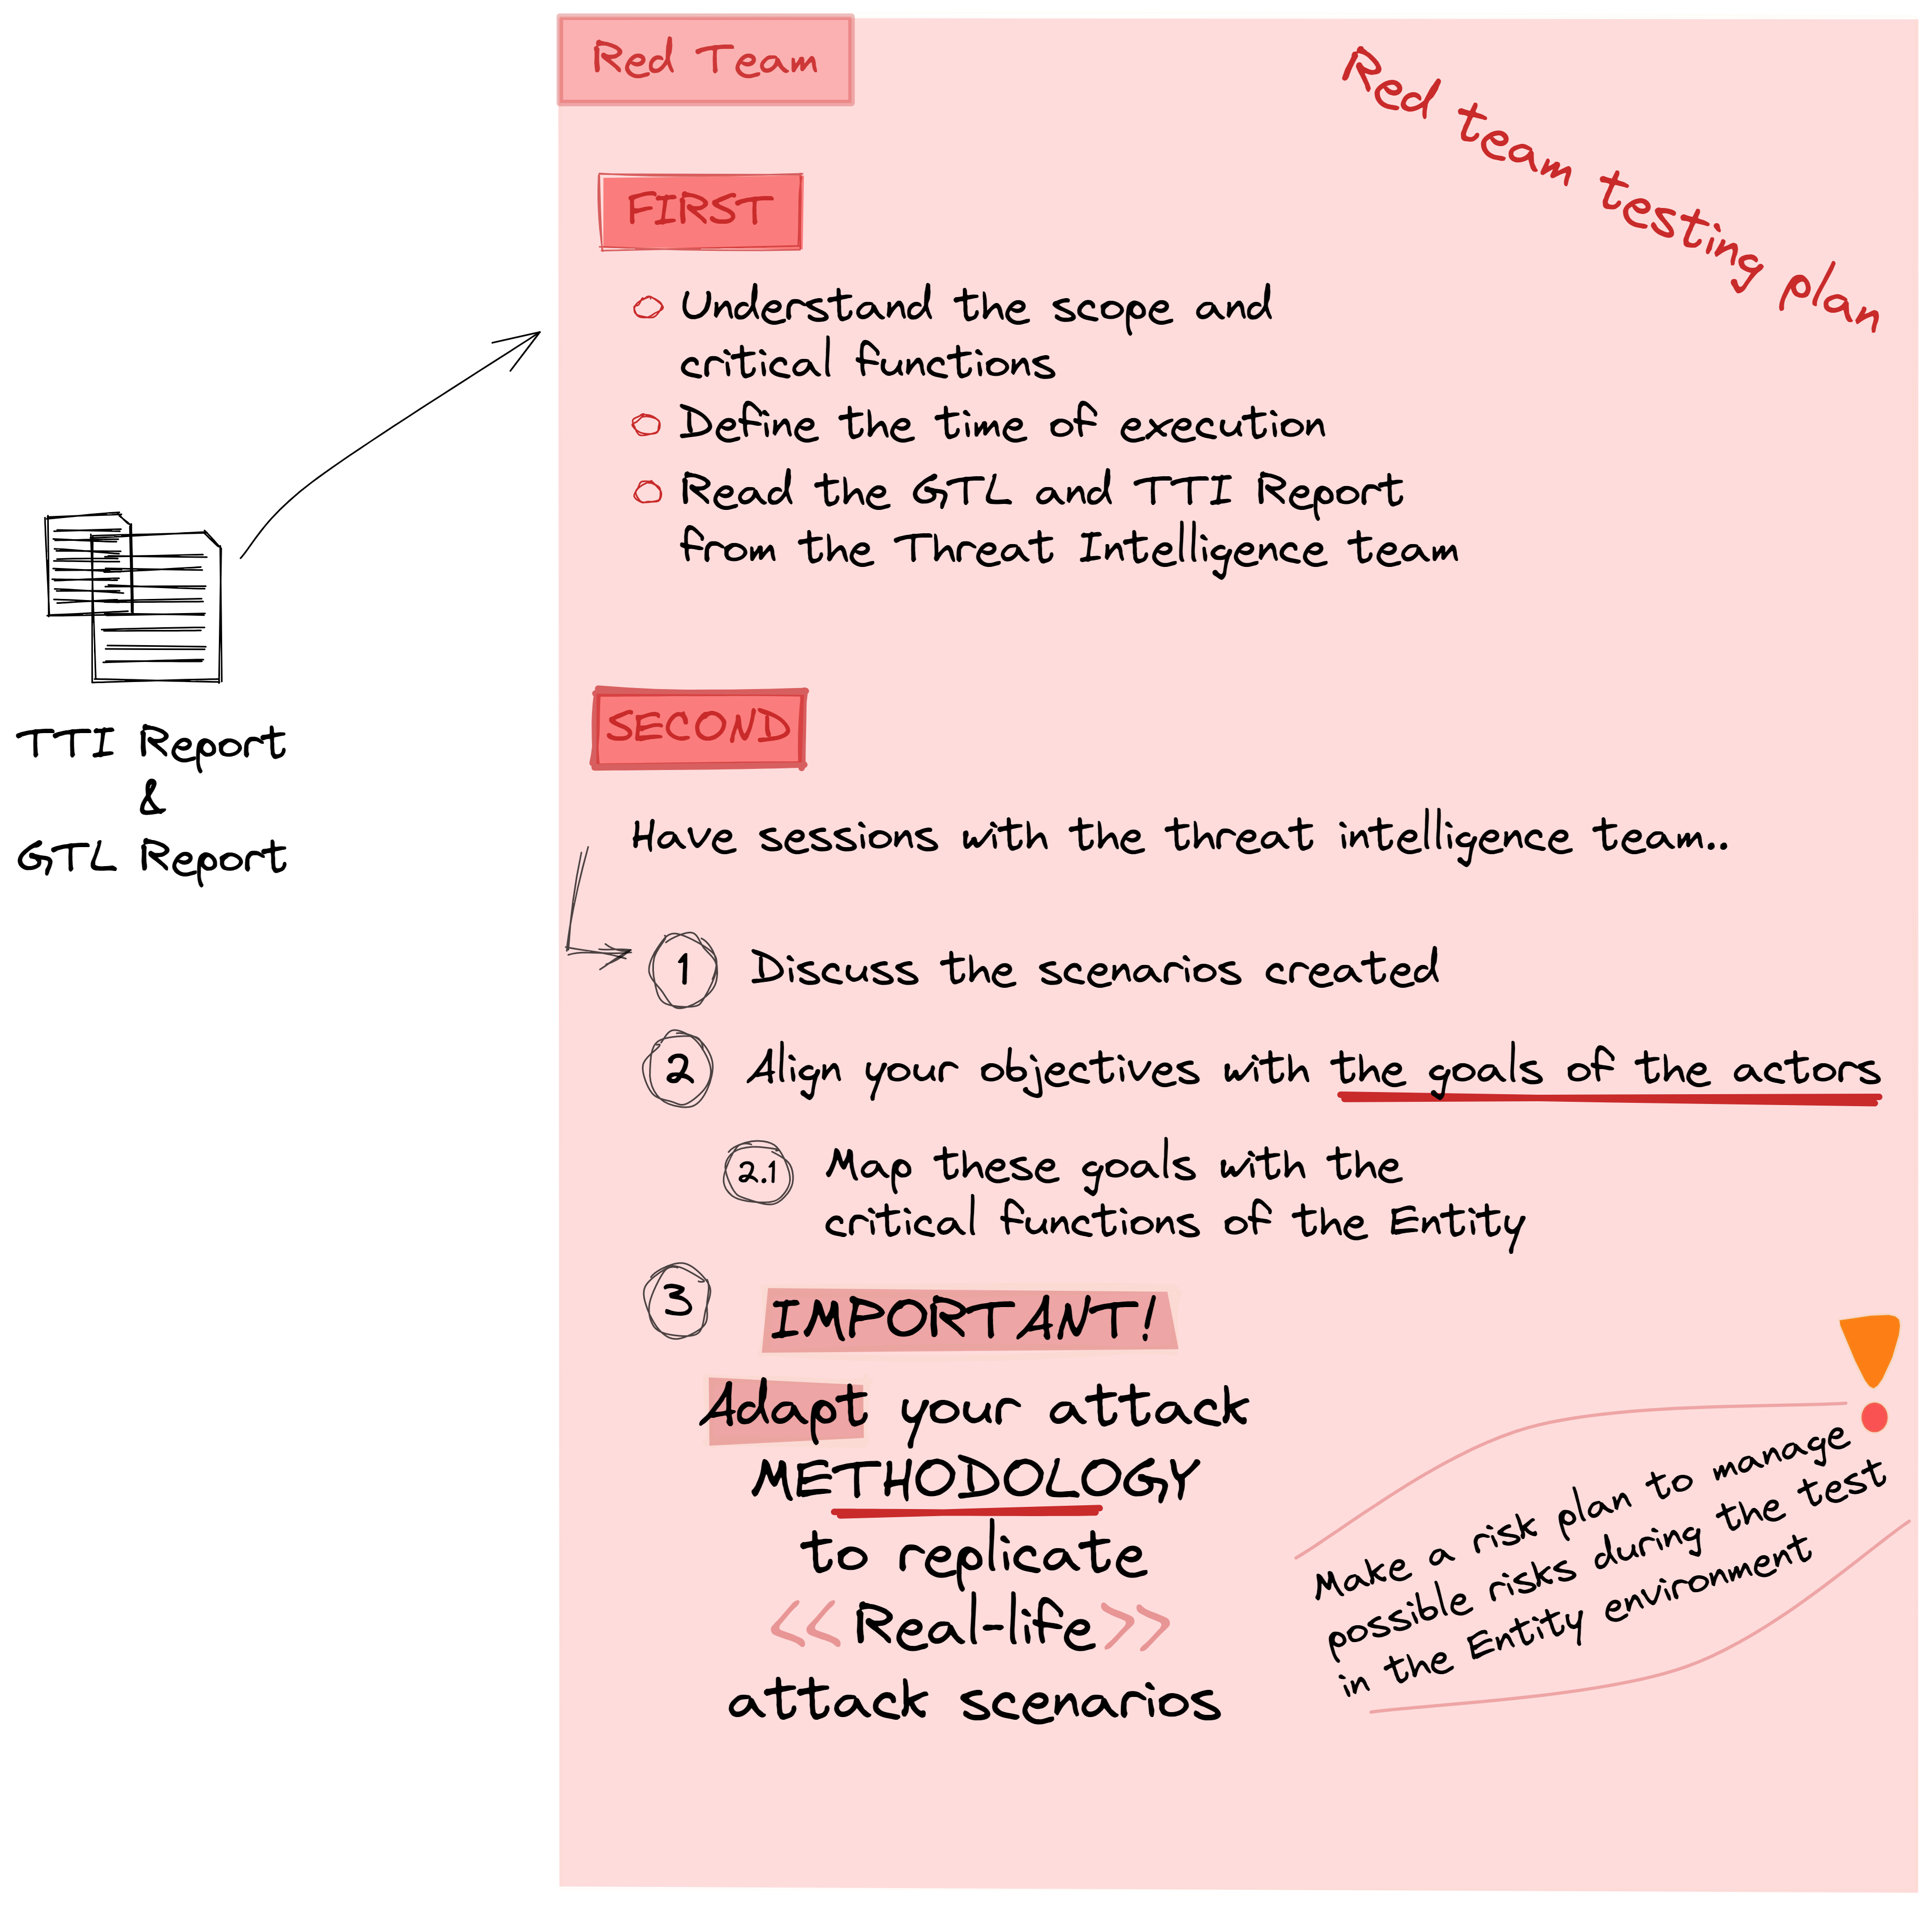 Red Team
Red team testing plan
FIRST
Understand the scope and
critical functions
Define the time of execution
Read the GTL and TTI Report
from the Threat Intelligence team
TTI Report
&
GTL Report
SECOND
Have sessions with the threat intelligence team..
1 Discuss the scenarios created
2 Align your objectives with the goals of the actors
2.1 Map these goals with the
critical functions of the Entity
3 IMPORTANT!
Adapt your attack
METHODOLOGY
to replicate
<< Real-life >>
attack scenarios
Make a risk plan to manage
possible risks during the test
in the Entity environment